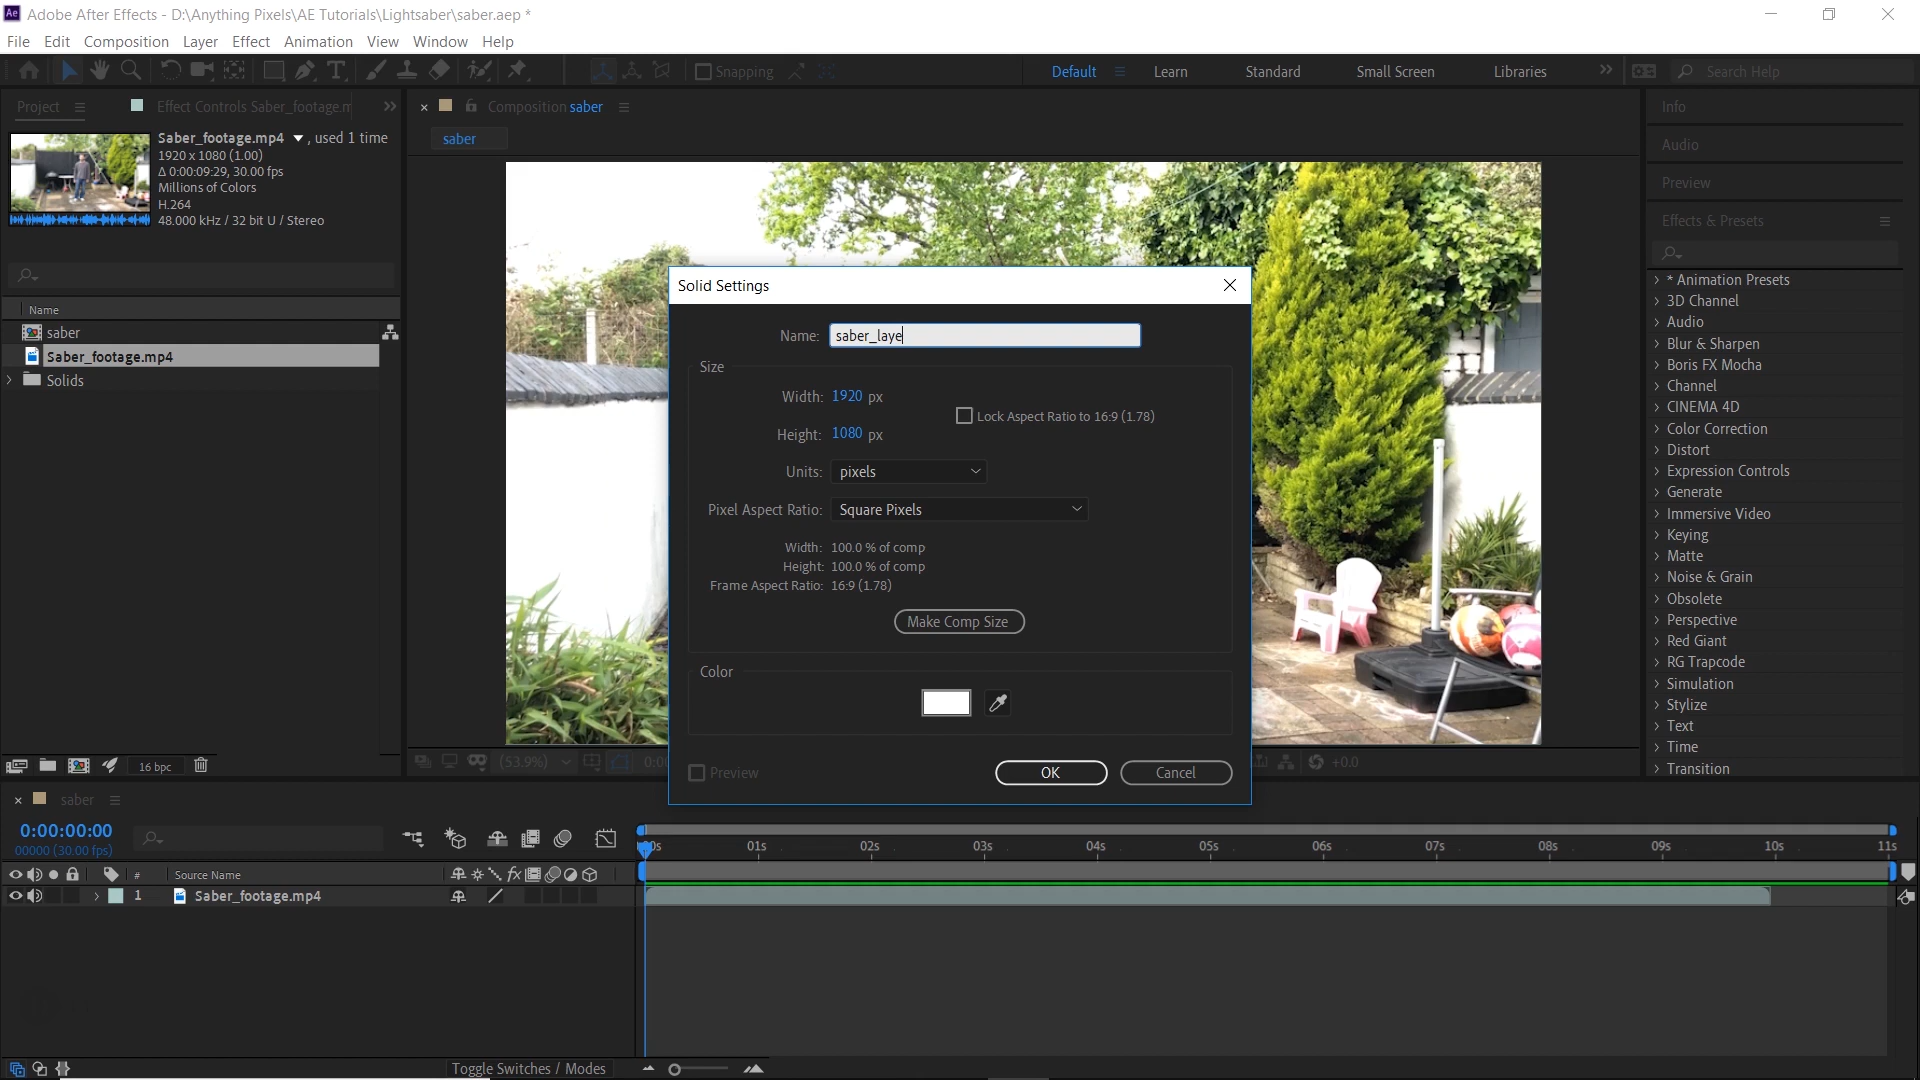 Adobe After Effects - D:\Anything Pixels\AE Tutorials\Lightsaber\saber.aep *
File Edit Composition Layer Effect Animation View Window Help
Snapping
Default Learn Standard Small Screen Libraries Search Help
Project Effect Controls Saber_footage.m
Saber_footage.mp4 , used 1 time
1920 x 1080 (1.00)
Δ 0:00:09:29, 30.00 fps
Millions of Colors
H.264
48.000 kHz / 32 bit U / Stereo
Name
saber
Saber_footage.mp4
Solids
16 bpc
Composition saber
saber
Solid Settings
Name: saber_laye
Size
Width: 1920 px
Lock Aspect Ratio to 16:9 (1.78)
Height: 1080 px
Units: pixels
Pixel Aspect Ratio: Square Pixels
Width: 100.0 % of comp
Height: 100.0 % of comp
Frame Aspect Ratio: 16:9 (1.78)
Make Comp Size
Color
Preview OK Cancel
(53.9%) 0:00 +0.0
Info
Audio
Preview
Effects & Presets
* Animation Presets
3D Channel
Audio
Blur & Sharpen
Boris FX Mocha
Channel
CINEMA 4D
Color Correction
Distort
Expression Controls
Generate
Immersive Video
Keying
Matte
Noise & Grain
Obsolete
Perspective
Red Giant
RG Trapcode
Simulation
Stylize
Text
Time
Transition
saber
0:00:00:00
00000 (30.00 fps)
00s 01s 02s 03s 04s 05s 06s 07s 08s 09s 10s 11s
# Source Name
1 Saber_footage.mp4
Toggle Switches / Modes